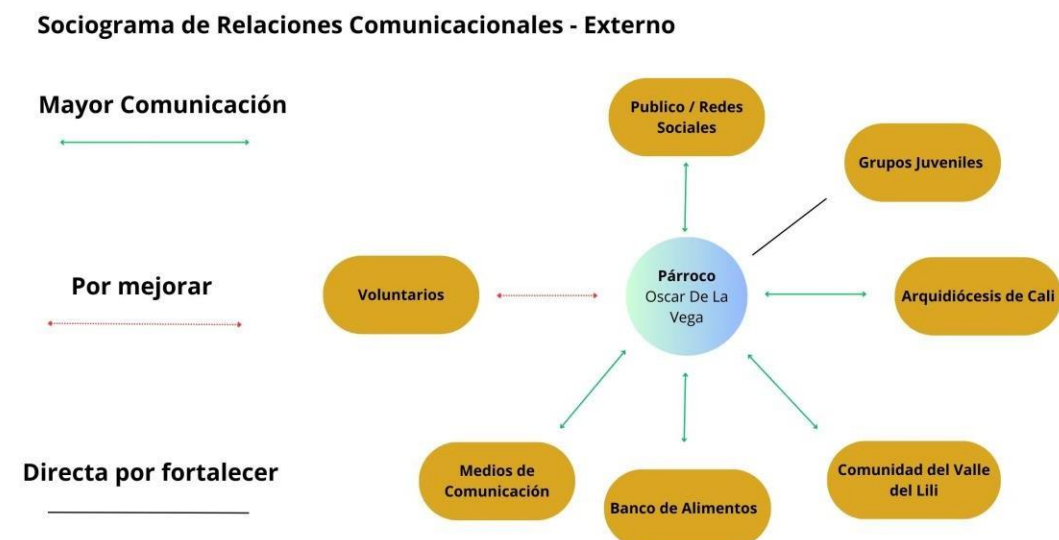 Sociograma de Relaciones Comunicacionales - Externo
Mayor Comunicación
Publico / Redes
Sociales
Grupos Juveniles
Por mejorar
Voluntarios
Párroco
Oscar De La
Vega
Arquidiócesis de Cali
Directa por fortalecer
Medios de
Comunicación
Banco de Alimentos
Comunidad del Valle
del Lili